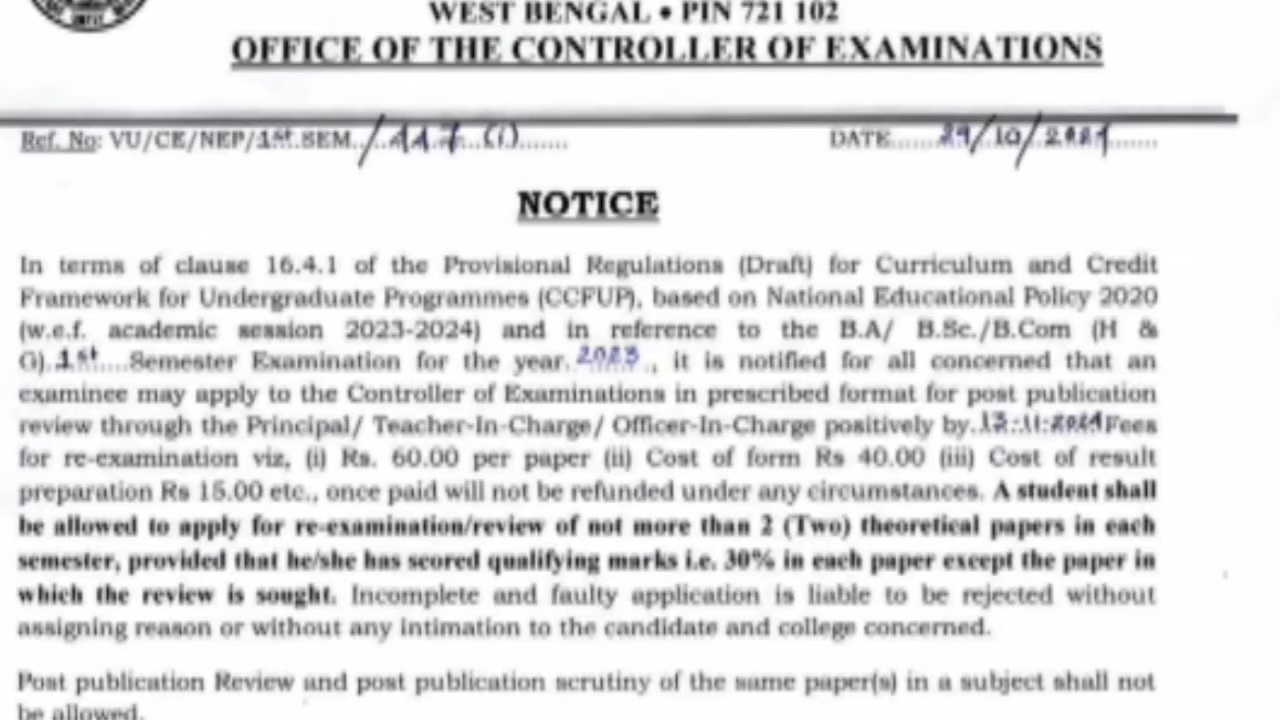 WEST BENGAL • PIN 721 102
OFFICE OF THE CONTROLLER OF EXAMINATIONS
Ref. No: VU/CE/NEP/1st.SEM../117...(i).......
DATE.......29/10/2024.......
NOTICE
In terms of clause 16.4.1 of the Provisional Regulations (Draft) for Curriculum and Credit
Framework for Undergraduate Programmes (CCFUP), based on National Educational Policy 2020
(w.e.f. academic session 2023-2024) and in reference to the B.A/ B.Sc./B.Com (H &
G)..1st....Semester Examination for the year.2023.., it is notified for all concerned that an
examinee may apply to the Controller of Examinations in prescribed format for post publication
review through the Principal/ Teacher-In-Charge/ Officer-In-Charge positively by..13.11.2024 Fees
for re-examination viz, (i) Rs. 60.00 per paper (ii) Cost of form Rs 40.00 (iii) Cost of result
preparation Rs 15.00 etc., once paid will not be refunded under any circumstances. A student shall
be allowed to apply for re-examination/review of not more than 2 (Two) theoretical papers in each
semester, provided that he/she has scored qualifying marks i.e. 30% in each paper except the paper in
which the review is sought. Incomplete and faulty application is liable to be rejected without
assigning reason or without any intimation to the candidate and college concerned.
Post publication Review and post publication scrutiny of the same paper(s) in a subject shall not
be allowed.